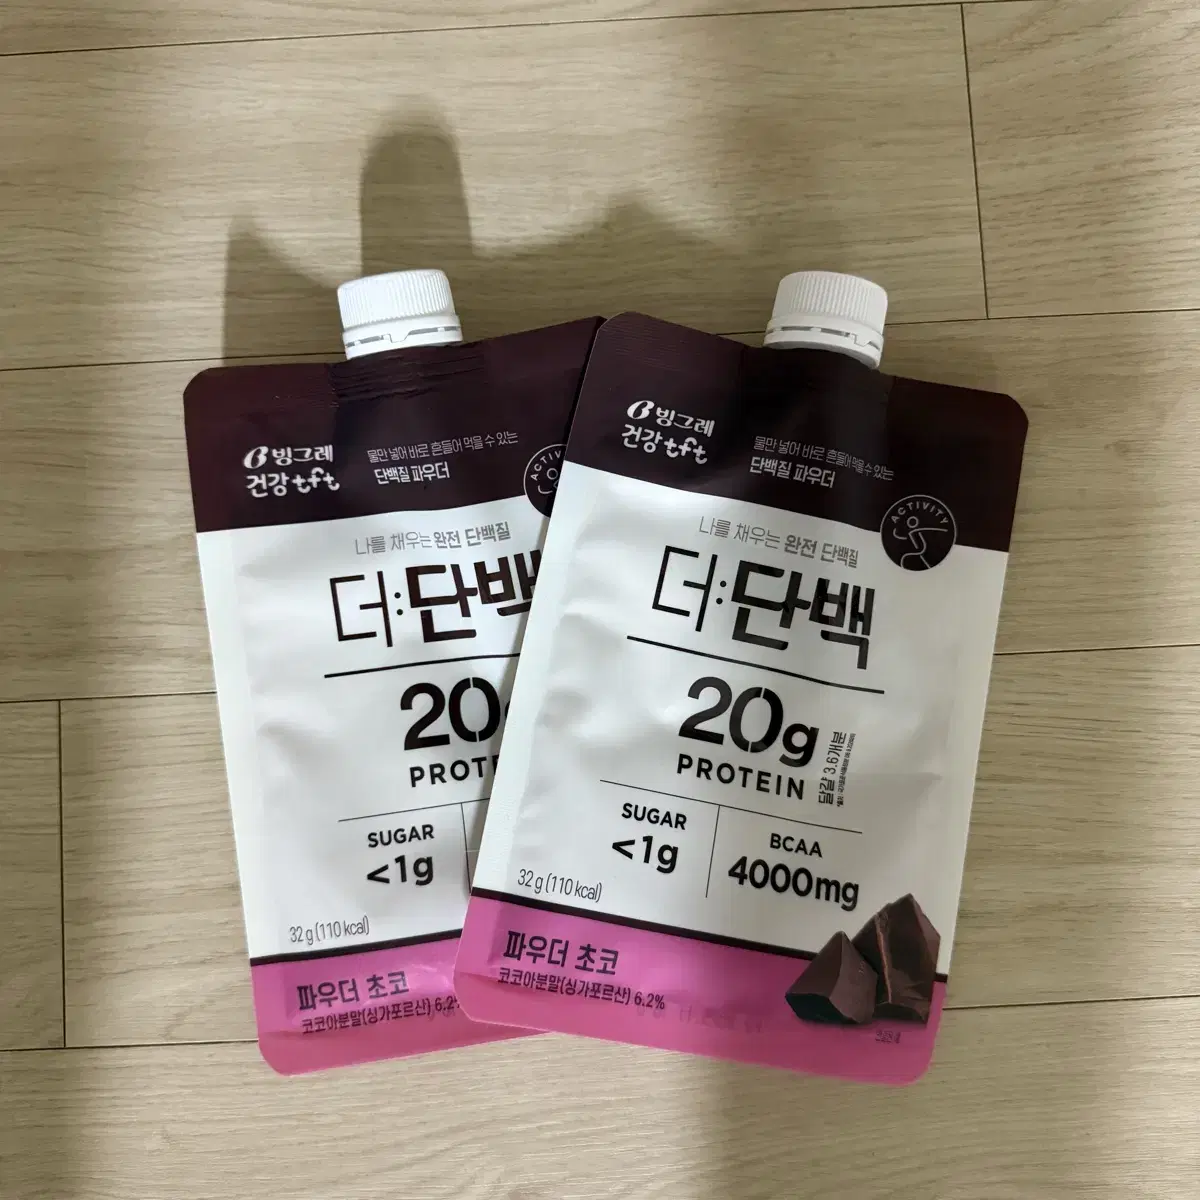 빙그레
건강 tft
물만 넣어 바로 흔들어 먹을 수 있는
단백질 파우더
ACTIVITY
나를 채우는 완전 단백질
더:단백
20g
PROTEIN
SUGAR
<1g
32g (110 kcal)
파우더 초코
코코아분말(싱가포르산) 6.2%
빙그레
건강 tft
물만 넣어 바로 흔들어 먹을 수 있는
단백질 파우더
ACTIVITY
나를 채우는 완전 단백질
더:단백
20g
PROTEIN
달걀 3.6개분
SUGAR
<1g
BCAA
4000mg
32g (110 kcal)
파우더 초코
코코아분말(싱가포르산) 6.2%